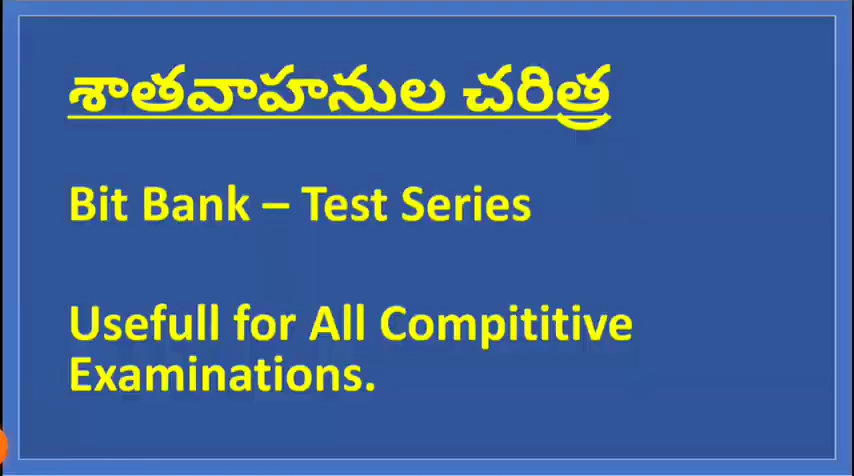 శాతవాహనుల చరిత్ర
Bit Bank – Test Series
Usefull for All Compititive
Examinations.